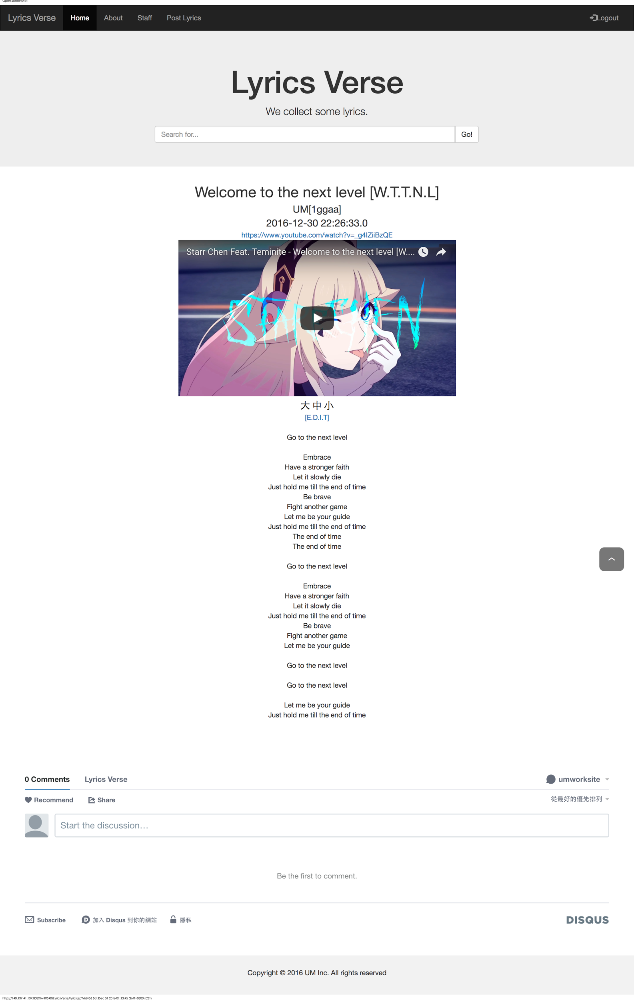 Open Screenshot
Lyrics Verse Home About Staff Post Lyrics Logout
Lyrics Verse
We collect some lyrics.
Search for... Go!
Welcome to the next level [W.T.T.N.L]
UM[1ggaa]
2016-12-30 22:26:33.0
https://www.youtube.com/watch?v=_g4IZiiBzQE
Starr Chen Feat. Teminite - Welcome to the next level [W....
大 中 小
[E.D.I.T]
Go to the next level
Embrace
Have a stronger faith
Let it slowly die
Just hold me till the end of time
Be brave
Fight another game
Let me be your guide
Just hold me till the end of time
The end of time
The end of time
Go to the next level
Embrace
Have a stronger faith
Let it slowly die
Just hold me till the end of time
Be brave
Fight another game
Let me be your guide
Go to the next level
Go to the next level
Let me be your guide
Just hold me till the end of time
0 Comments Lyrics Verse umworksite
Recommend Share 從最好的優先排列
Start the discussion…
Be the first to comment.
Subscribe 加入 Disqus 到你的網站 隱私 DISQUS
Copyright © 2016 UM Inc. All rights reserved
http://140.137.41.137:8089/w10540/LyricsVerse/lyrics.jsp?vid=56 Sat Dec 31 2016 01:13:45 GMT+0800 (CST)